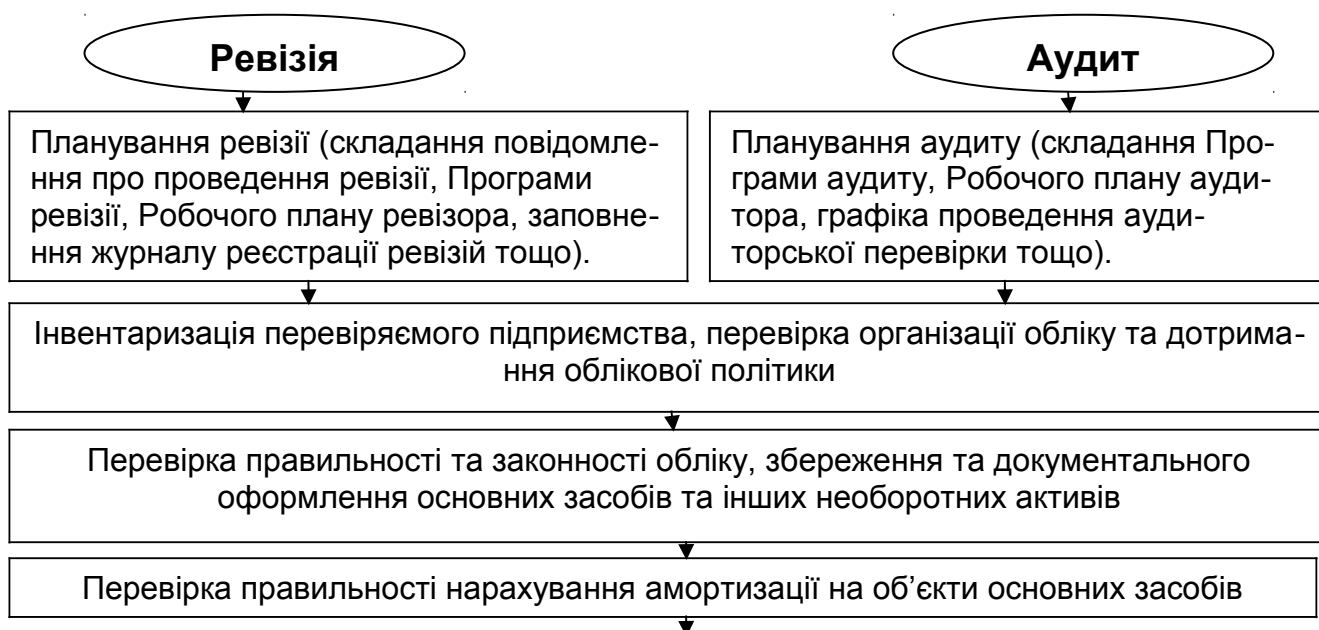 Ревізія
Аудит
Планування ревізії (складання повідомле-
ння про проведення ревізії, Програми
ревізії, Робочого плану ревізора, заповне-
ння журналу реєстрації ревізій тощо).
Планування аудиту (складання Про-
грами аудиту, Робочого плану ауди-
тора, графіка проведення ауди-
торської перевірки тощо).
Інвентаризація перевіряємого підприємства, перевірка організації обліку та дотрима-
ння облікової політики
Перевірка правильності та законності обліку, збереження та документального
оформлення основних засобів та інших необоротних активів
Перевірка правильності нарахування амортизації на об’єкти основних засобів